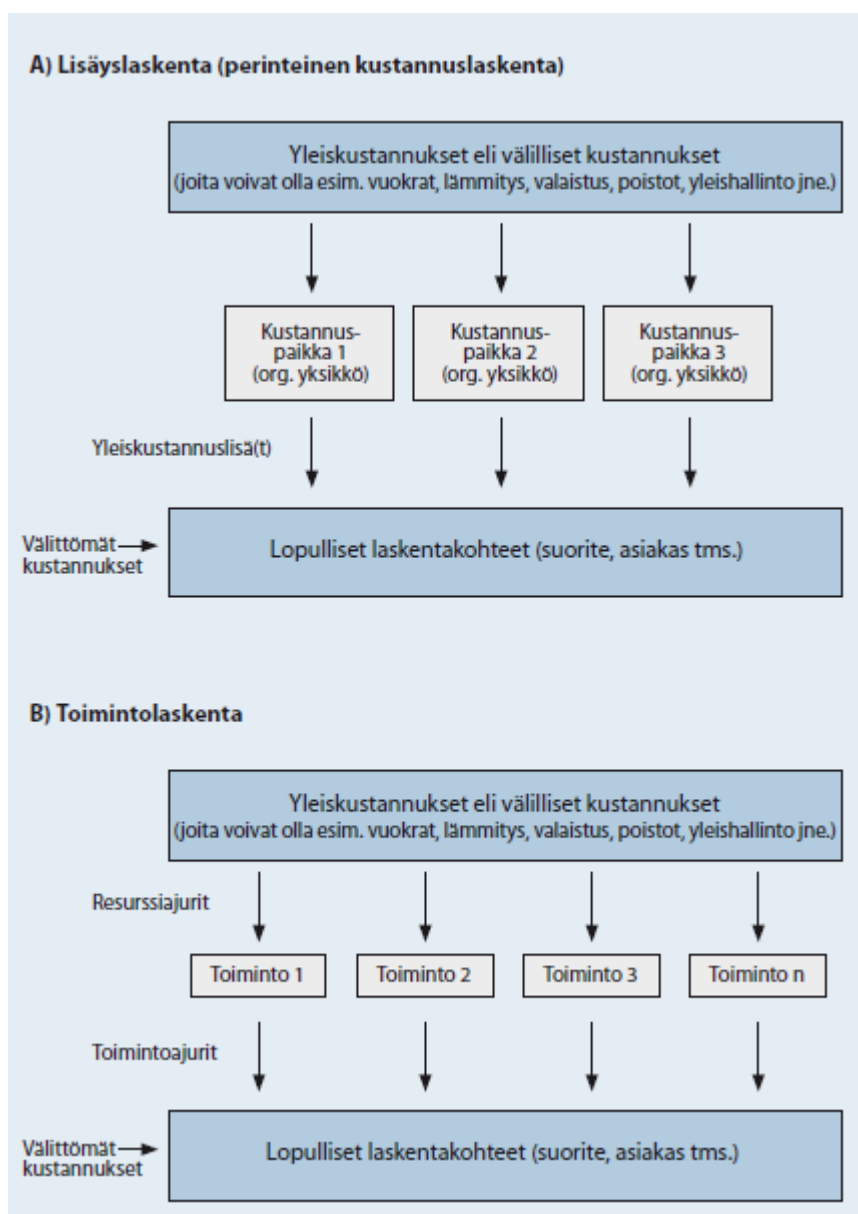 A) Lisäyslaskenta (perinteinen kustannuslaskenta)
Yleiskustannukset eli välilliset kustannukset
(joita voivat olla esim. vuokrat, lämmitys, valaistus, poistot, yleishallinto jne.)
Kustannus-
paikka 1
(org. yksikkö)
Kustannus-
paikka 2
(org. yksikkö)
Kustannus-
paikka 3
(org. yksikkö)
Yleiskustannuslisä(t)
Välittömät
kustannukset
Lopulliset laskentakohteet (suorite, asiakas tms.)
B) Toimintolaskenta
Yleiskustannukset eli välilliset kustannukset
(joita voivat olla esim. vuokrat, lämmitys, valaistus, poistot, yleishallinto jne.)
Resurssiajurit
Toiminto 1
Toiminto 2
Toiminto 3
Toiminto n
Toimintoajurit
Välittömät
kustannukset
Lopulliset laskentakohteet (suorite, asiakas tms.)